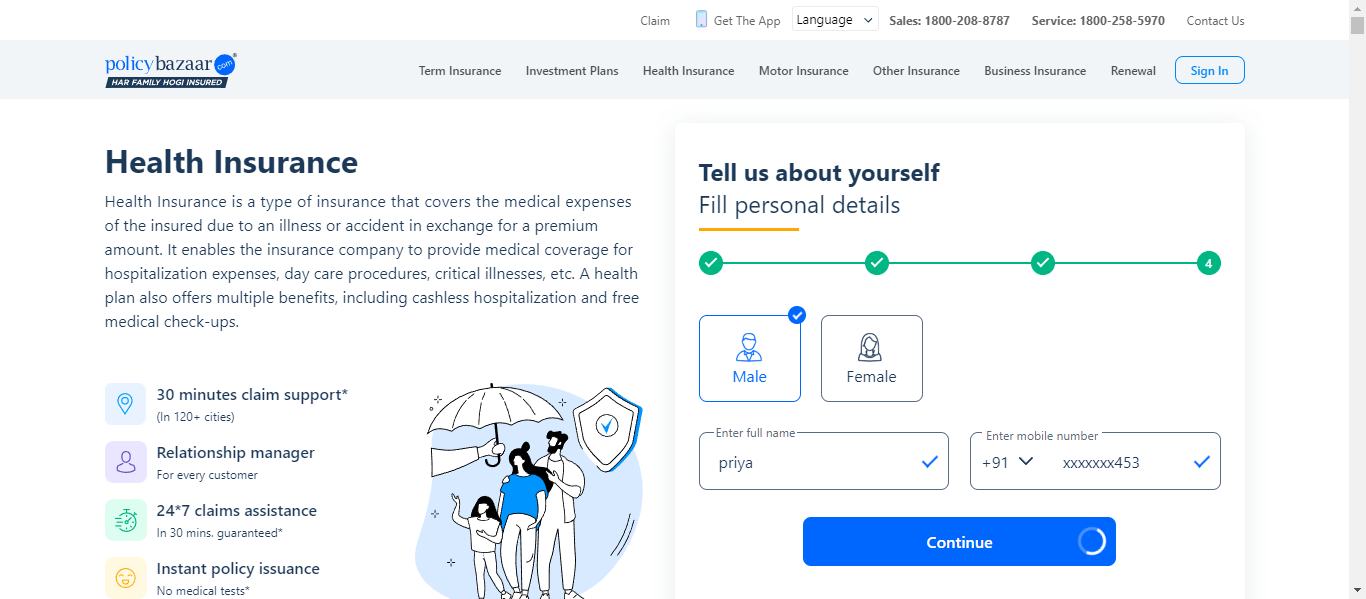 Claim
Get The App
Language
Sales: 1800-208-8787
Service: 1800-258-5970
Contact Us
policybazaar.com
HAR FAMILY HOGI INSURED
Term Insurance
Investment Plans
Health Insurance
Motor Insurance
Other Insurance
Business Insurance
Renewal
Sign In
Health Insurance
Health Insurance is a type of insurance that covers the medical expenses
of the insured due to an illness or accident in exchange for a premium
amount. It enables the insurance company to provide medical coverage for
hospitalization expenses, day care procedures, critical illnesses, etc. A health
plan also offers multiple benefits, including cashless hospitalization and free
medical check-ups.
30 minutes claim support*
(In 120+ cities)
Relationship manager
For every customer
24*7 claims assistance
In 30 mins. guaranteed*
Instant policy issuance
No medical tests*
Tell us about yourself
Fill personal details
4
Male
Female
Enter full name
priya
Enter mobile number
+91
xxxxxxx453
Continue